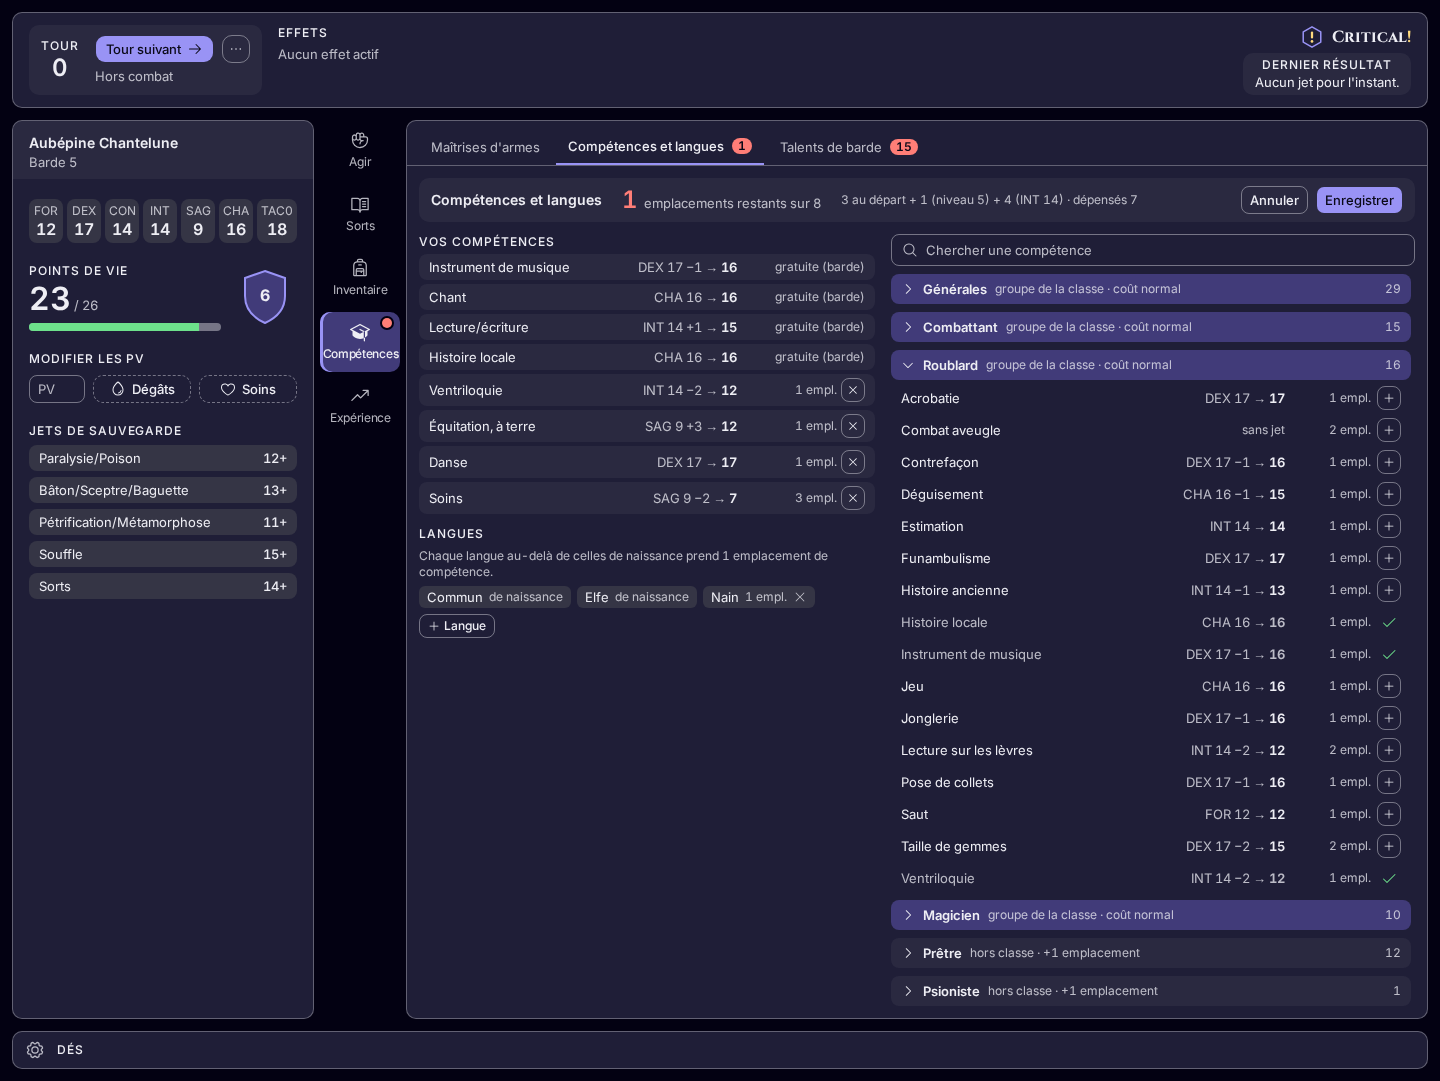 TOUR
0
Tour suivant
Hors combat
EFFETS
Aucun effet actif
CRITICAL!
DERNIER RÉSULTAT
Aucun jet pour l'instant.
Aubépine Chantelune
Barde 5
FOR DEX CON INT SAG CHA TAC0
12 17 14 14 9 16 18
POINTS DE VIE
23 / 26
6
MODIFIER LES PV
PV Dégâts Soins
JETS DE SAUVEGARDE
Paralysie/Poison 12+
Bâton/Sceptre/Baguette 13+
Pétrification/Métamorphose 11+
Souffle 15+
Sorts 14+
Agir
Sorts
Inventaire
Compétences
Expérience
Maîtrises d'armes Compétences et langues 1 Talents de barde 15
Compétences et langues 1 emplacements restants sur 8 3 au départ + 1 (niveau 5) + 4 (INT 14) · dépensés 7 Annuler Enregistrer
VOS COMPÉTENCES
Instrument de musique DEX 17 −1 → 16 gratuite (barde)
Chant CHA 16 → 16 gratuite (barde)
Lecture/écriture INT 14 +1 → 15 gratuite (barde)
Histoire locale CHA 16 → 16 gratuite (barde)
Ventriloquie INT 14 −2 → 12 1 empl.
Équitation, à terre SAG 9 +3 → 12 1 empl.
Danse DEX 17 → 17 1 empl.
Soins SAG 9 −2 → 7 3 empl.
LANGUES
Chaque langue au-delà de celles de naissance prend 1 emplacement de
compétence.
Commun de naissance Elfe de naissance Nain 1 empl.
Langue
Chercher une compétence
Générales groupe de la classe · coût normal 29
Combattant groupe de la classe · coût normal 15
Roublard groupe de la classe · coût normal 16
Acrobatie DEX 17 → 17 1 empl.
Combat aveugle sans jet 2 empl.
Contrefaçon DEX 17 −1 → 16 1 empl.
Déguisement CHA 16 −1 → 15 1 empl.
Estimation INT 14 → 14 1 empl.
Funambulisme DEX 17 → 17 1 empl.
Histoire ancienne INT 14 −1 → 13 1 empl.
Histoire locale CHA 16 → 16 1 empl.
Instrument de musique DEX 17 −1 → 16 1 empl.
Jeu CHA 16 → 16 1 empl.
Jonglerie DEX 17 −1 → 16 1 empl.
Lecture sur les lèvres INT 14 −2 → 12 2 empl.
Pose de collets DEX 17 −1 → 16 1 empl.
Saut FOR 12 → 12 1 empl.
Taille de gemmes DEX 17 −2 → 15 2 empl.
Ventriloquie INT 14 −2 → 12 1 empl.
Magicien groupe de la classe · coût normal 10
Prêtre hors classe · +1 emplacement 12
Psioniste hors classe · +1 emplacement 1
DÉS